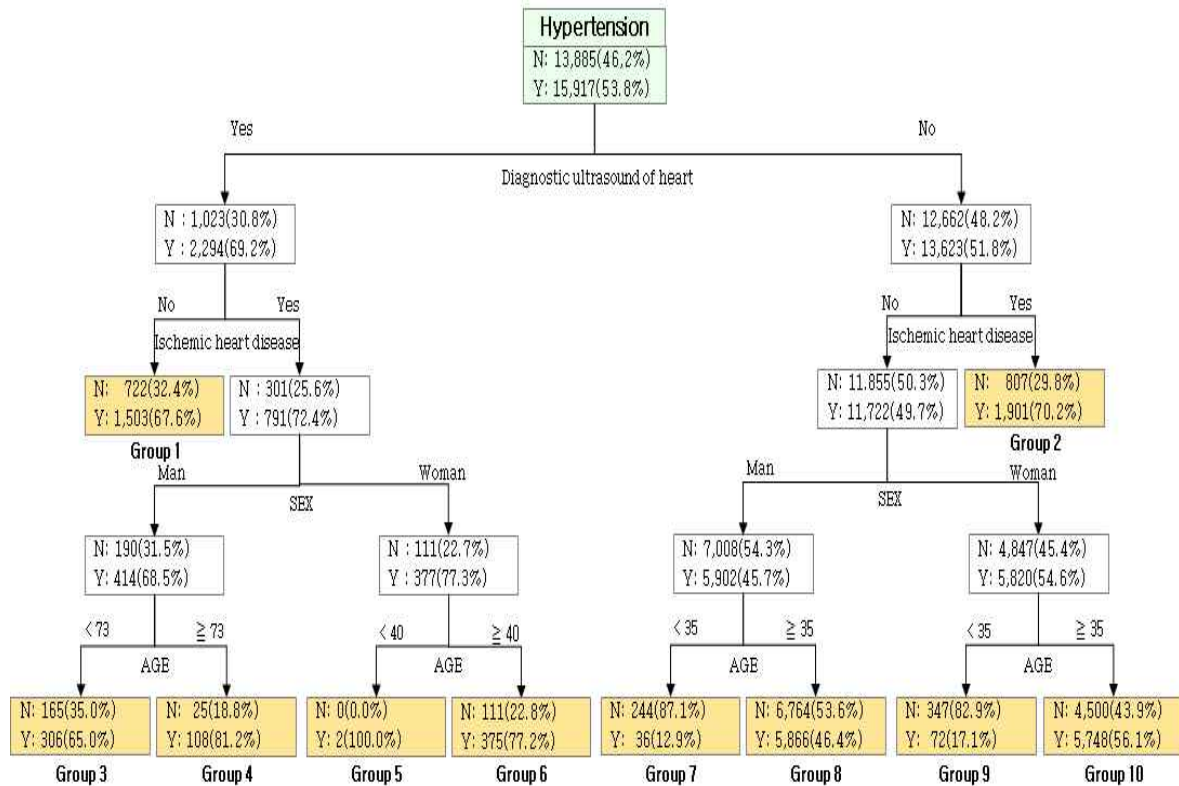 Hypertension
N: 13,885(46,2%)
Y: 15,917(53.8%)
Yes
No
Diagnostic ultrasound of heart
N : 1,023(30.8%)
Y : 2,294(69.2%)
N: 12,662(48.2%)
Y: 13,623(51.8%)
No
Yes
Ischemic heart disease
No
Yes
Ischemic heart disease
N: 722(32.4%)
Y: 1,503(67.6%)
Group 1
N : 301(25.6%)
Y : 791(72.4%)
N: 11.855(50.3%)
Y: 11,722(49.7%)
N: 807(29.8%)
Y: 1,901(70.2%)
Group 2
Man
Woman
SEX
Man
Woman
SEX
N: 190(31.5%)
Y: 414(68.5%)
N : 111(22.7%)
Y : 377(77.3%)
N: 7,008(54.3%)
Y: 5,902(45.7%)
N: 4,847(45.4%)
Y: 5,820(54.6%)
< 73
≧ 73
AGE
< 40
≧ 40
AGE
< 35
≧ 35
AGE
< 35
≧ 35
AGE
N: 165(35.0%)
Y: 306(65.0%)
Group 3
N: 25(18.8%)
Y: 108(81.2%)
Group 4
N: 0(0.0%)
Y: 2(100.0%)
Group 5
N: 111(22.8%)
Y: 375(77.2%)
Group 6
N: 244(87.1%)
Y: 36(12.9%)
Group 7
N: 6,764(53.6%)
Y: 5,866(46.4%)
Group 8
N: 347(82.9%)
Y: 72(17.1%)
Group 9
N: 4,500(43.9%)
Y: 5,748(56.1%)
Group 10